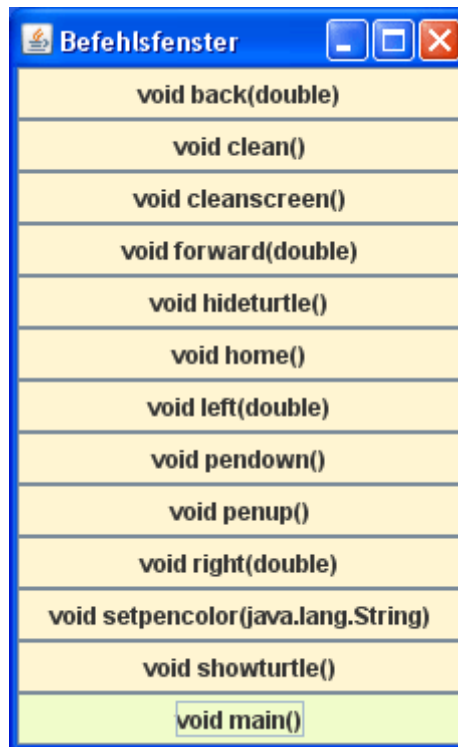 Befehlsfenster
void back(double)
void clean()
void cleanscreen()
void forward(double)
void hideturtle()
void home()
void left(double)
void pendown()
void penup()
void right(double)
void setpencolor(java.lang.String)
void showturtle()
void main()